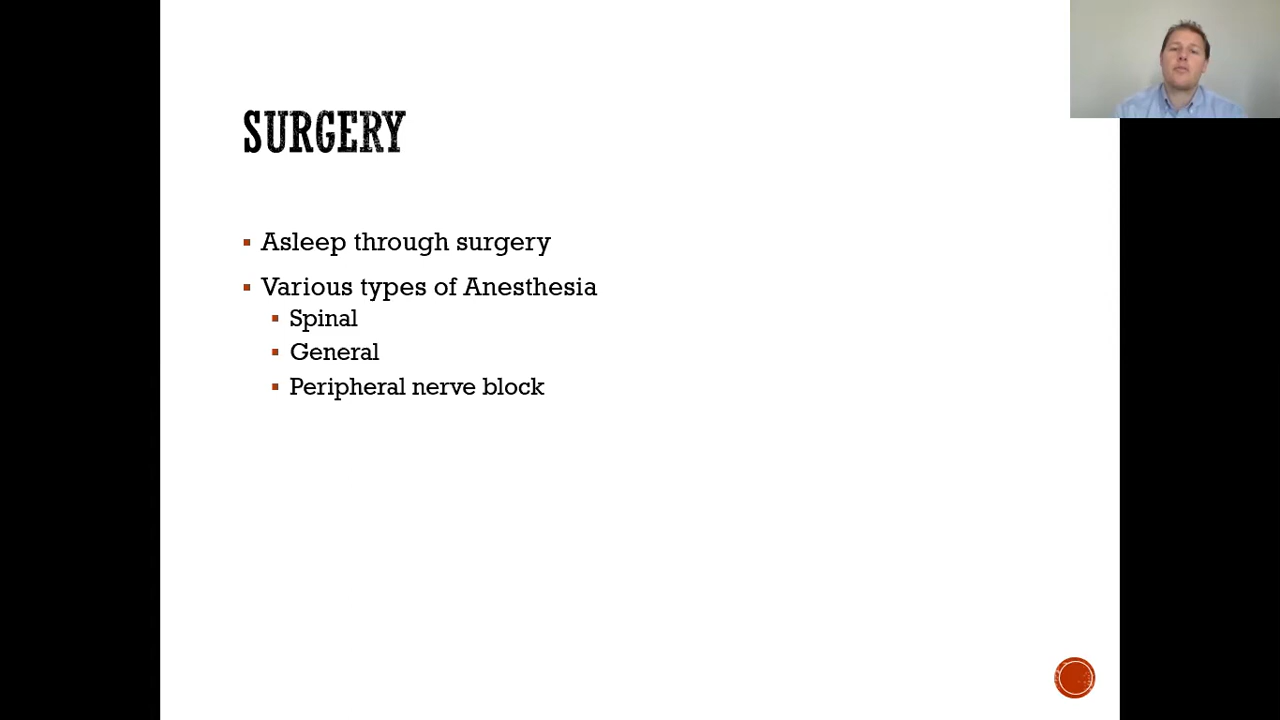 SURGERY
Asleep through surgery
Various types of Anesthesia
Spinal
General
Peripheral nerve block